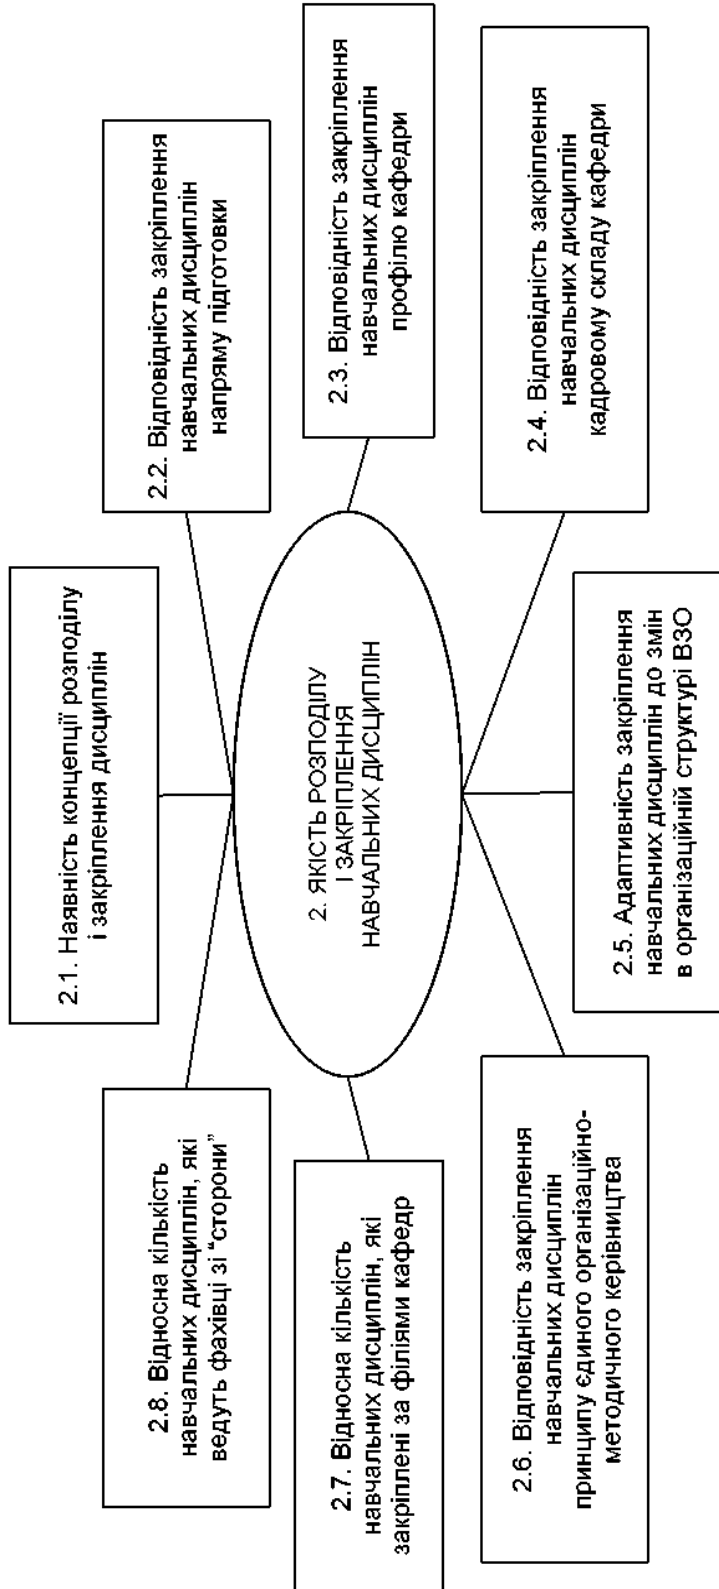 2.1. Наявність концепції розподілу
і закріплення дисциплін
2.2. Відповідність закріплення
навчальних дисциплін
напряму підготовки
2.3. Відповідність закріплення
навчальних дисциплін
профілю кафедри
2.4. Відповідність закріплення
навчальних дисциплін
кадровому складу кафедри
2.5. Адаптивність закріплення
навчальних дисциплін до змін
в організаційній структурі ВЗО
2.6. Відповідність закріплення
навчальних дисциплін
принципу єдиного організаційно-
методичного керівництва
2.7. Відносна кількість
навчальних дисциплін, які
закріплені за філіями кафедр
2.8. Відносна кількість
навчальних дисциплін, які
ведуть фахівці зі “сторони”
2. ЯКІСТЬ РОЗПОДІЛУ
І ЗАКРІПЛЕННЯ
НАВЧАЛЬНИХ ДИСЦИПЛІН